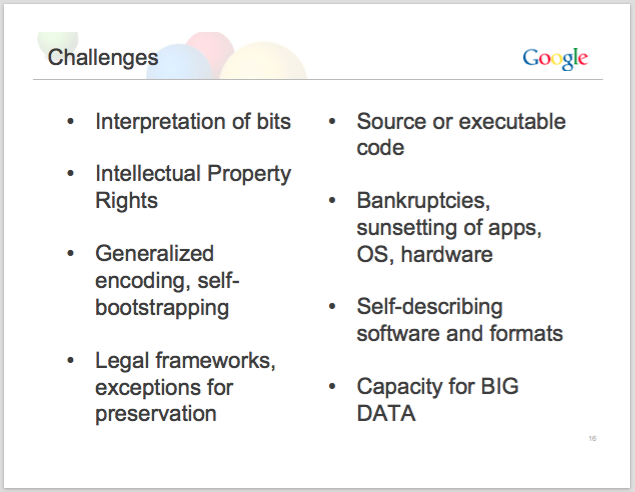 Challenges
Google
• Interpretation of bits
• Intellectual Property
Rights
• Generalized
encoding, self-
bootstrapping
• Legal frameworks,
exceptions for
preservation
• Source or executable
code
• Bankruptcies,
sunsetting of apps,
OS, hardware
• Self-describing
software and formats
• Capacity for BIG
DATA
16